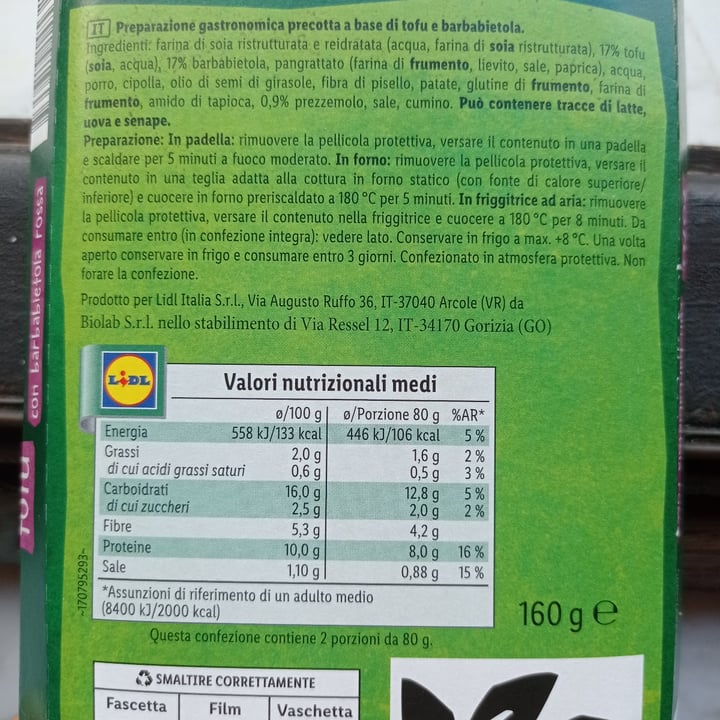 IT Preparazione gastronomica precotta a base di tofu e barbabietola.
Ingredienti: farina di soia ristrutturata e reidratata (acqua, farina di soia ristrutturata), 17% tofu
(soia, acqua), 17% barbabietola, pangrattato (farina di frumento, lievito, sale, paprica), acqua,
porro, cipolla, olio di semi di girasole, fibra di pisello, patate, glutine di frumento, farina di
frumento, amido di tapioca, 0,9% prezzemolo, sale, cumino. Può contenere tracce di latte,
uova e senape.
Preparazione: In padella: rimuovere la pellicola protettiva, versare il contenuto in una padella
e scaldare per 5 minuti a fuoco moderato. In forno: rimuovere la pellicola protettiva, versare il
contenuto in una teglia adatta alla cottura in forno statico (con fonte di calore superiore/
inferiore) e cuocere in forno preriscaldato a 180 °C per 5 minuti. In friggitrice ad aria: rimuovere
la pellicola protettiva, versare il contenuto nella friggitrice e cuocere a 180 °C per 8 minuti. Da
consumare entro (in confezione integra): vedere lato. Conservare in frigo a max. +8 °C. Una volta
aperto conservare in frigo e consumare entro 3 giorni. Confezionato in atmosfera protettiva. Non
forare la confezione.
Prodotto per Lidl Italia S.r.l., Via Augusto Ruffo 36, IT-37040 Arcole (VR) da
Biolab S.r.l. nello stabilimento di Via Ressel 12, IT-34170 Gorizia (GO)
LIDL
Valori nutrizionali medi
ø/100 g ø/Porzione 80 g %AR*
Energia 558 kJ/133 kcal 446 kJ/106 kcal 5 %
Grassi 2,0 g 1,6 g 2 %
di cui acidi grassi saturi 0,6 g 0,5 g 3 %
Carboidrati 16,0 g 12,8 g 5 %
di cui zuccheri 2,5 g 2,0 g 2 %
Fibre 5,3 g 4,2 g
Proteine 10,0 g 8,0 g 16 %
Sale 1,10 g 0,88 g 15 %
*Assunzioni di riferimento di un adulto medio
(8400 kJ/2000 kcal)
~170795293~
160 g e
Questa confezione contiene 2 porzioni da 80 g.
SMALTIRE CORRETTAMENTE
Fascetta Film Vaschetta
TOFU
con barbabietola rossa